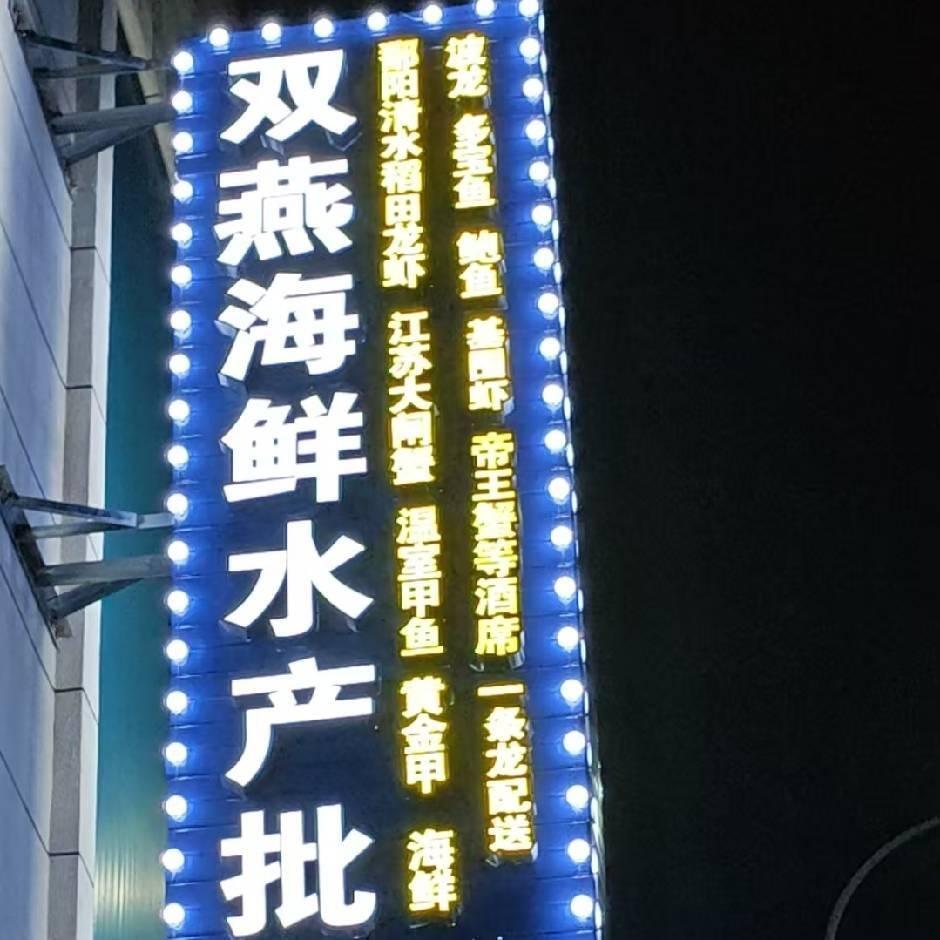 双燕海鲜水产批
鄱阳清水稻田龙虾 江苏大闸蟹 温室甲鱼 黄金甲 海鲜
波龙 多宝鱼 鲍鱼 基围虾 帝王蟹等酒席 一条龙配送